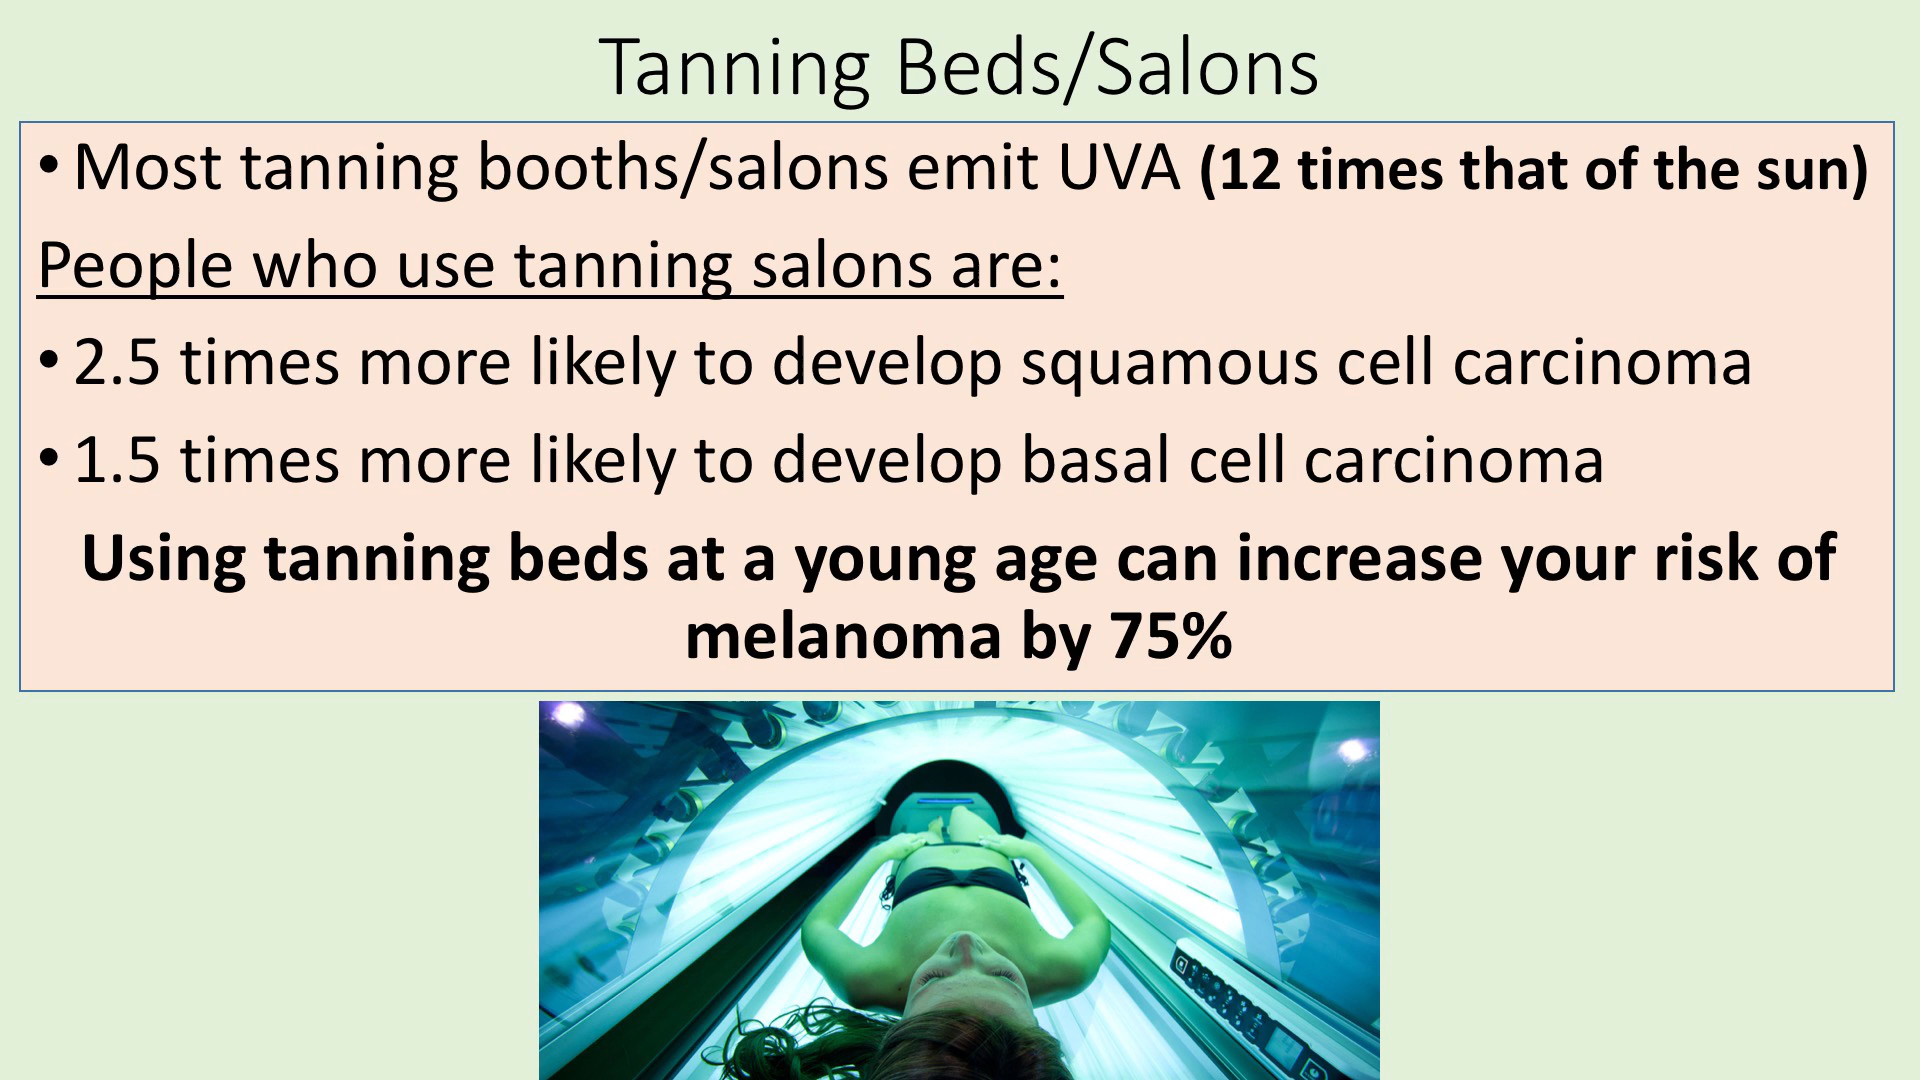 Tanning Beds/Salons
• Most tanning booths/salons emit UVA (12 times that of the sun)
People who use tanning salons are:
• 2.5 times more likely to develop squamous cell carcinoma
• 1.5 times more likely to develop basal cell carcinoma
Using tanning beds at a young age can increase your risk of
melanoma by 75%